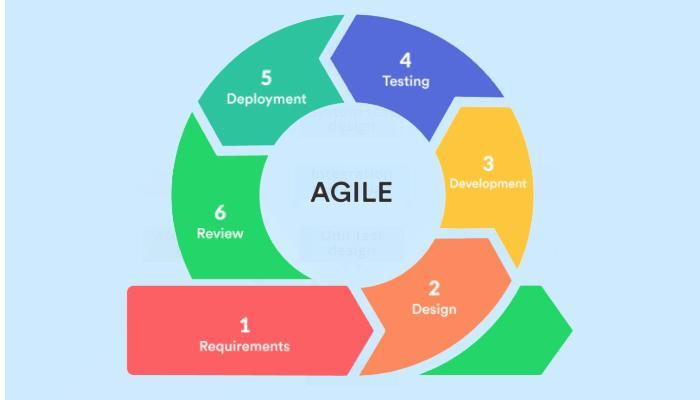 5
Deployment
4
Testing
3
Development
AGILE
6
Review
2
Design
1
Requirements